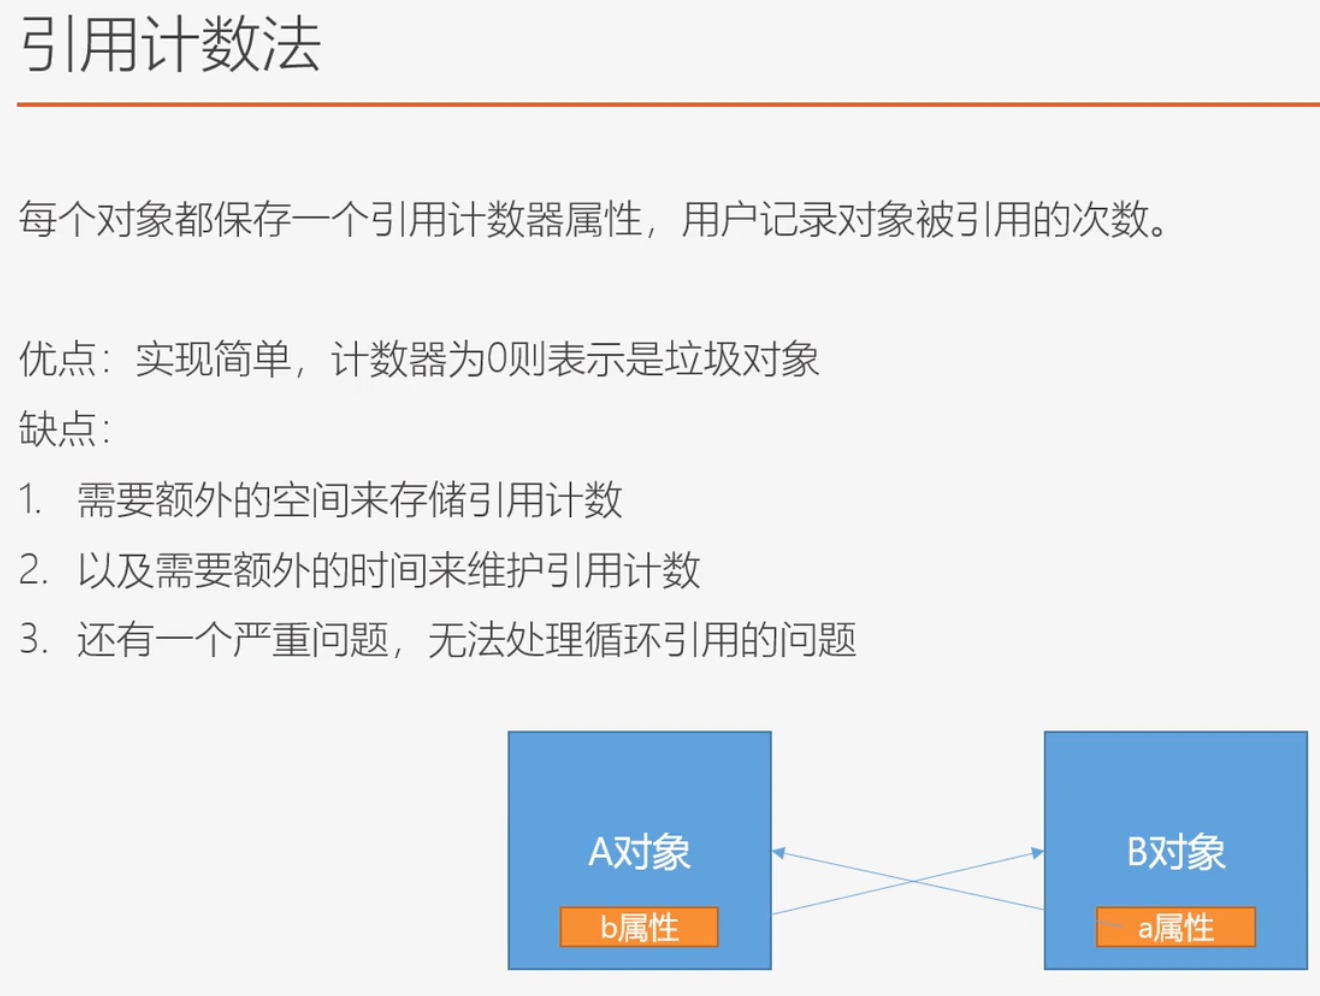 引用计数法
每个对象都保存一个引用计数器属性，用户记录对象被引用的次数。
优点：实现简单，计数器为0则表示是垃圾对象
缺点：
1. 需要额外的空间来存储引用计数
2. 以及需要额外的时间来维护引用计数
3. 还有一个严重问题，无法处理循环引用的问题
A对象
B对象
b属性
a属性